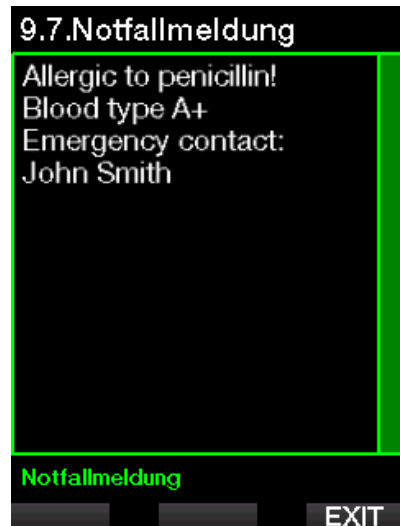 9.7.Notfallmeldung
Allergic to penicillin!
Blood type A+
Emergency contact:
John Smith
Notfallmeldung
EXIT